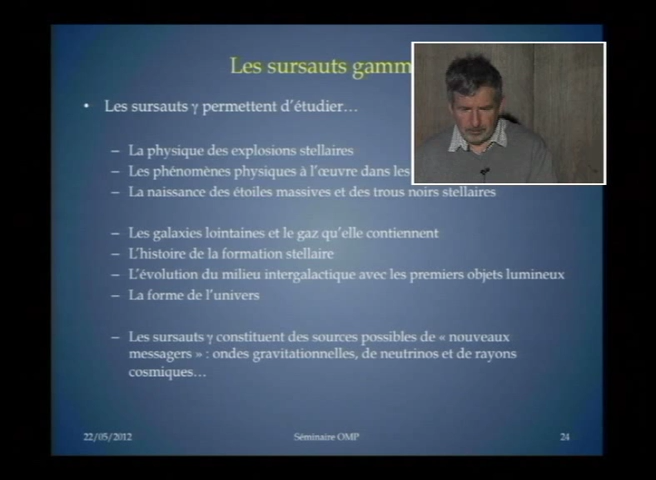 Les sursauts gamm
• Les sursauts γ permettent d'étudier…
– La physique des explosions stellaires
– Les phénomènes physiques à l'œuvre dans les
– La naissance des étoiles massives et des trous noirs stellaires
– Les galaxies lointaines et le gaz qu'elle contiennent
– L'histoire de la formation stellaire
– L'évolution du milieu intergalactique avec les premiers objets lumineux
– La forme de l'univers
– Les sursauts γ constituent des sources possibles de « nouveaux
messagers » : ondes gravitationnelles, de neutrinos et de rayons
cosmiques…
22/05/2012 Séminaire OMP 24